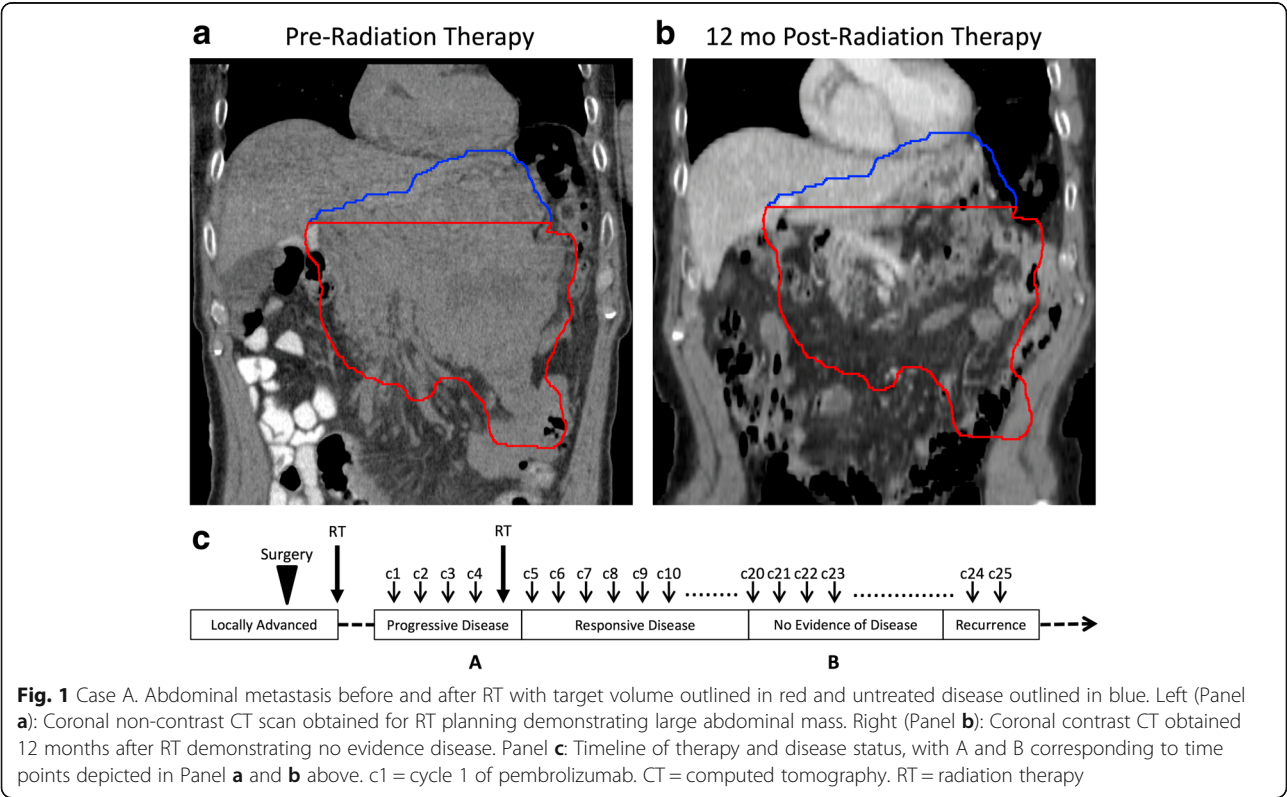 a Pre-Radiation Therapy
b 12 mo Post-Radiation Therapy
c
RT RT
Surgery
c1 c2 c3 c4 c5 c6 c7 c8 c9 c10 ........ c20 c21 c22 c23 ............... c24 c25
Locally Advanced Progressive Disease Responsive Disease No Evidence of Disease Recurrence
A B
Fig. 1 Case A. Abdominal metastasis before and after RT with target volume outlined in red and untreated disease outlined in blue. Left (Panel
a): Coronal non-contrast CT scan obtained for RT planning demonstrating large abdominal mass. Right (Panel b): Coronal contrast CT obtained
12 months after RT demonstrating no evidence disease. Panel c: Timeline of therapy and disease status, with A and B corresponding to time
points depicted in Panel a and b above. c1 = cycle 1 of pembrolizumab. CT = computed tomography. RT = radiation therapy